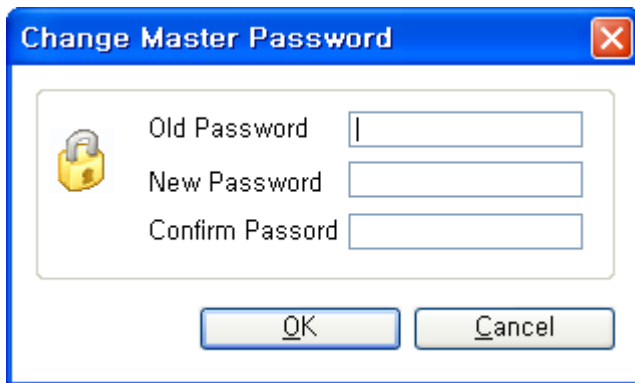 Change Master Password
Old Password
New Password
Confirm Passord
OK
Cancel